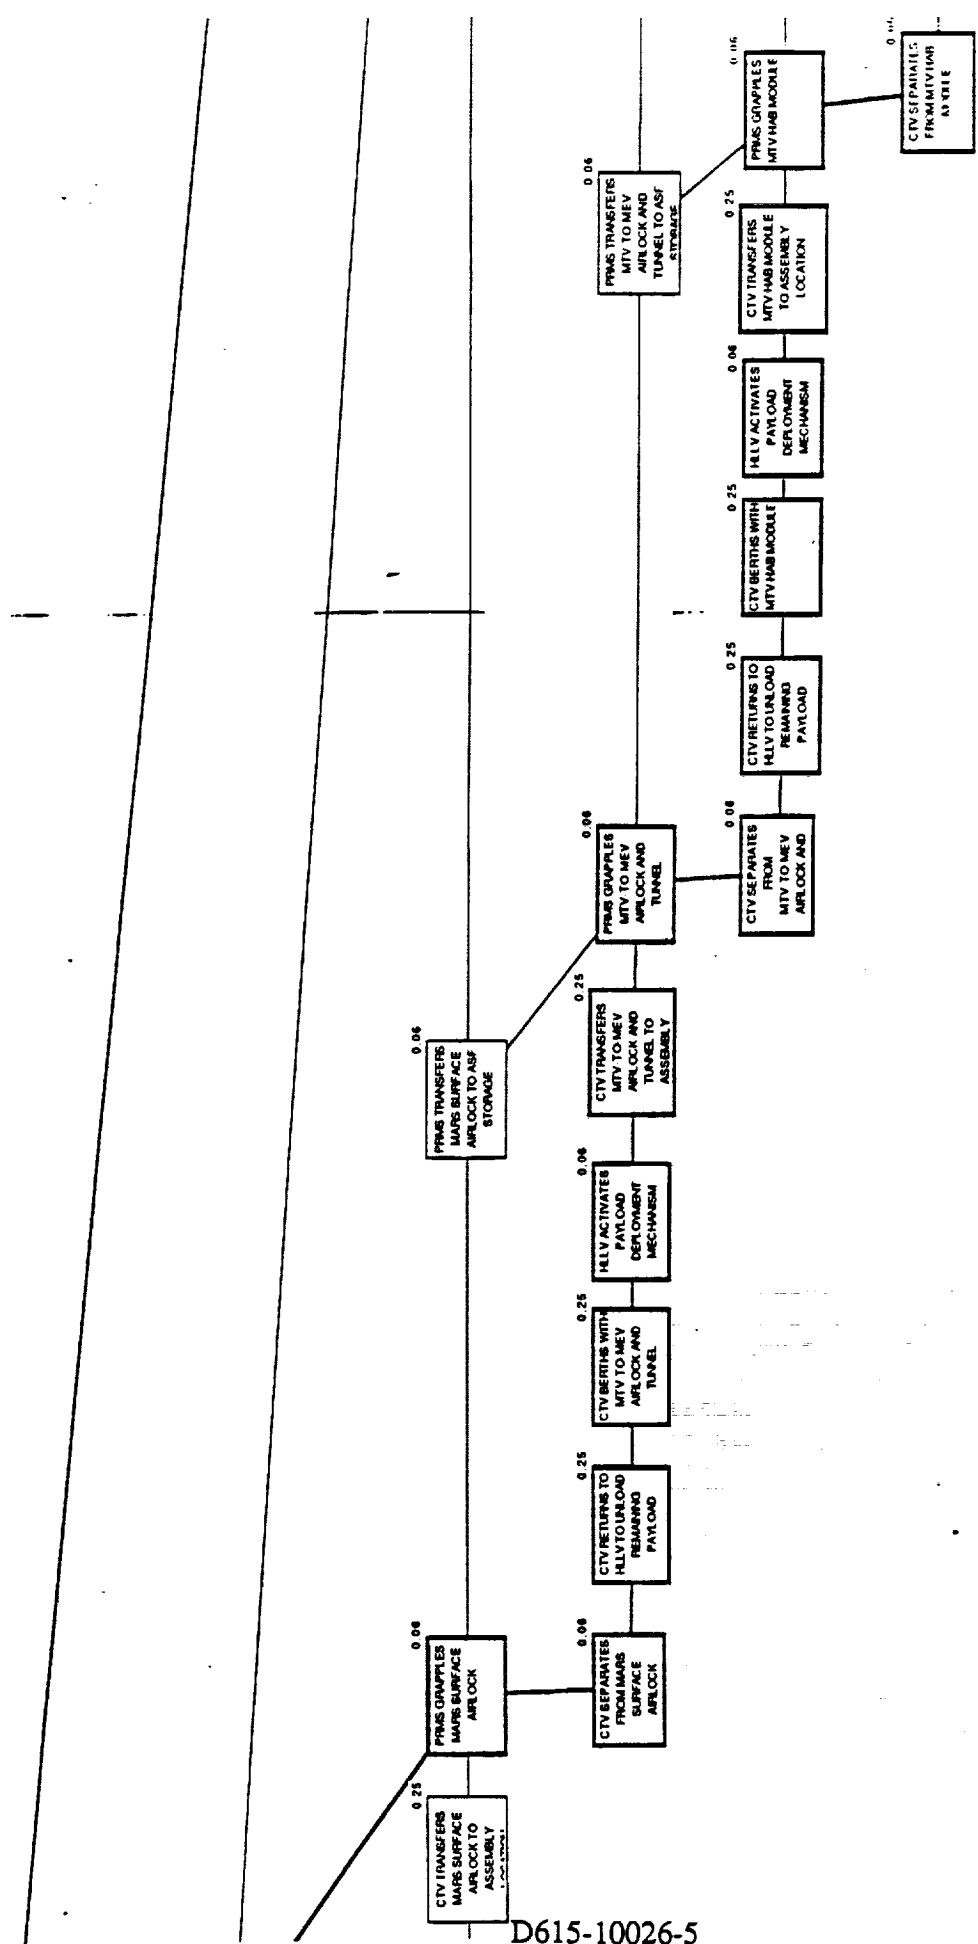 CTV TRANSFERS
MARS SURFACE
AIRLOCK TO
ASSEMBLY
LOCATION
0.25
PRMS GRAPPLES
MARS SURFACE
AIRLOCK
0.06
PRMS TRANSFERS
MARS SURFACE
AIRLOCK TO ASF
STORAGE
0.06
CTV SEPARATES
FROM MARS
SURFACE
AIRLOCK
0.06
CTV RETURNS TO
HLLV TO UNLOAD
REMAINING
PAYLOAD
0.25
CTV BERTHS WITH
MTV TO MEV
AIRLOCK AND
TUNNEL
0.25
HLLV ACTIVATES
PAYLOAD
DEPLOYMENT
MECHANISM
0.06
CTV TRANSFERS
MTV TO MEV
AIRLOCK AND
TUNNEL TO
ASSEMBLY
0.25
PRMS GRAPPLES
MTV TO MEV
AIRLOCK AND
TUNNEL
0.06
PRMS TRANSFERS
MTV TO MEV
AIRLOCK AND
TUNNEL TO ASF
STORAGE
0.06
CTV SEPARATES
FROM
MTV TO MEV
AIRLOCK AND
0.06
CTV RETURNS TO
HLLV TO UNLOAD
REMAINING
PAYLOAD
0.25
CTV BERTHS WITH
MTV HAB MODULE
0.25
HLLV ACTIVATES
PAYLOAD
DEPLOYMENT
MECHANISM
0.06
CTV TRANSFERS
MTV HAB MODULE
TO ASSEMBLY
LOCATION
0.25
PRMS GRAPPLES
MTV HAB MODULE
0.06
CTV SEPARATES
FROM MTV HAB
MODULE
0.06
D615-10026-5